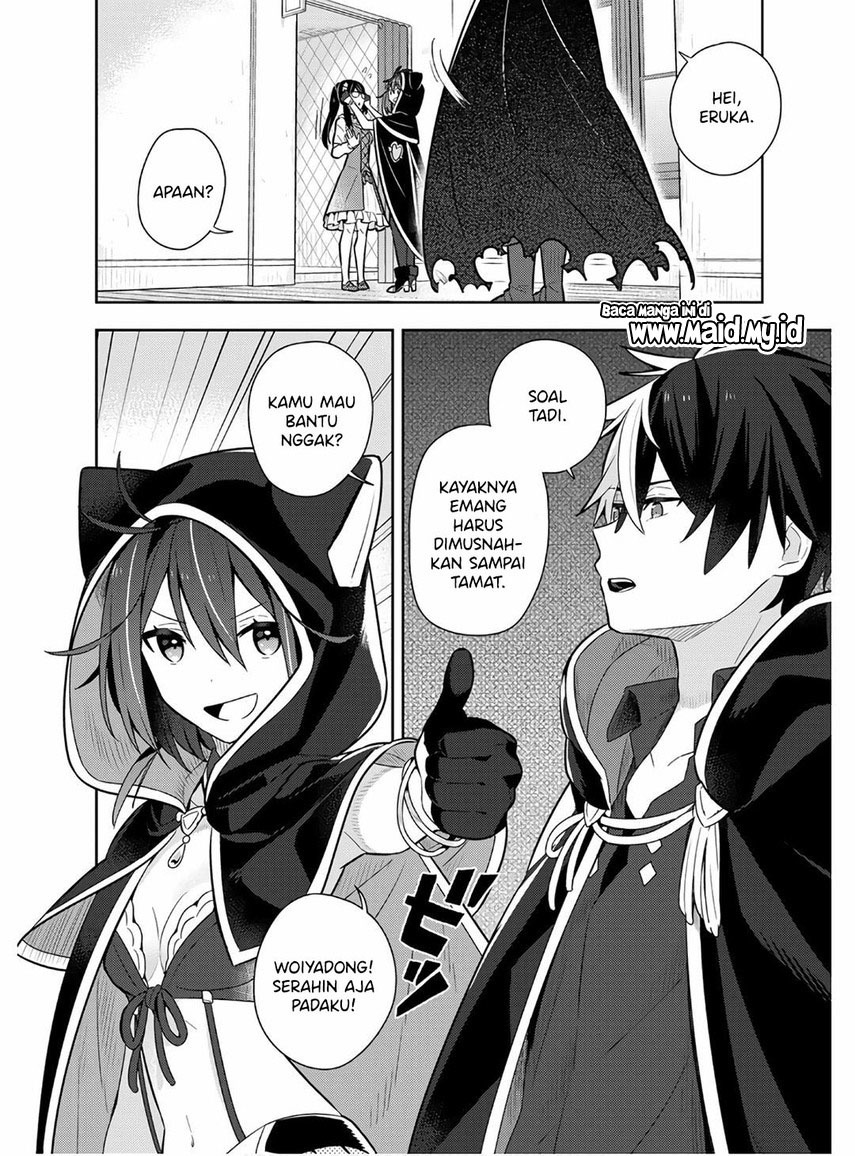 HEI,
ERUKA.
APAAN?
Baca Manga ini di
www.Maid.My.id
SOAL
TADI.
KAYAKNYA
EMANG
HARUS
DIMUSNAH-
KAN SAMPAI
TAMAT.
KAMU MAU
BANTU
NGGAK?
ビッ
WOIYADONG!
SERAHIN AJA
PADAKU!